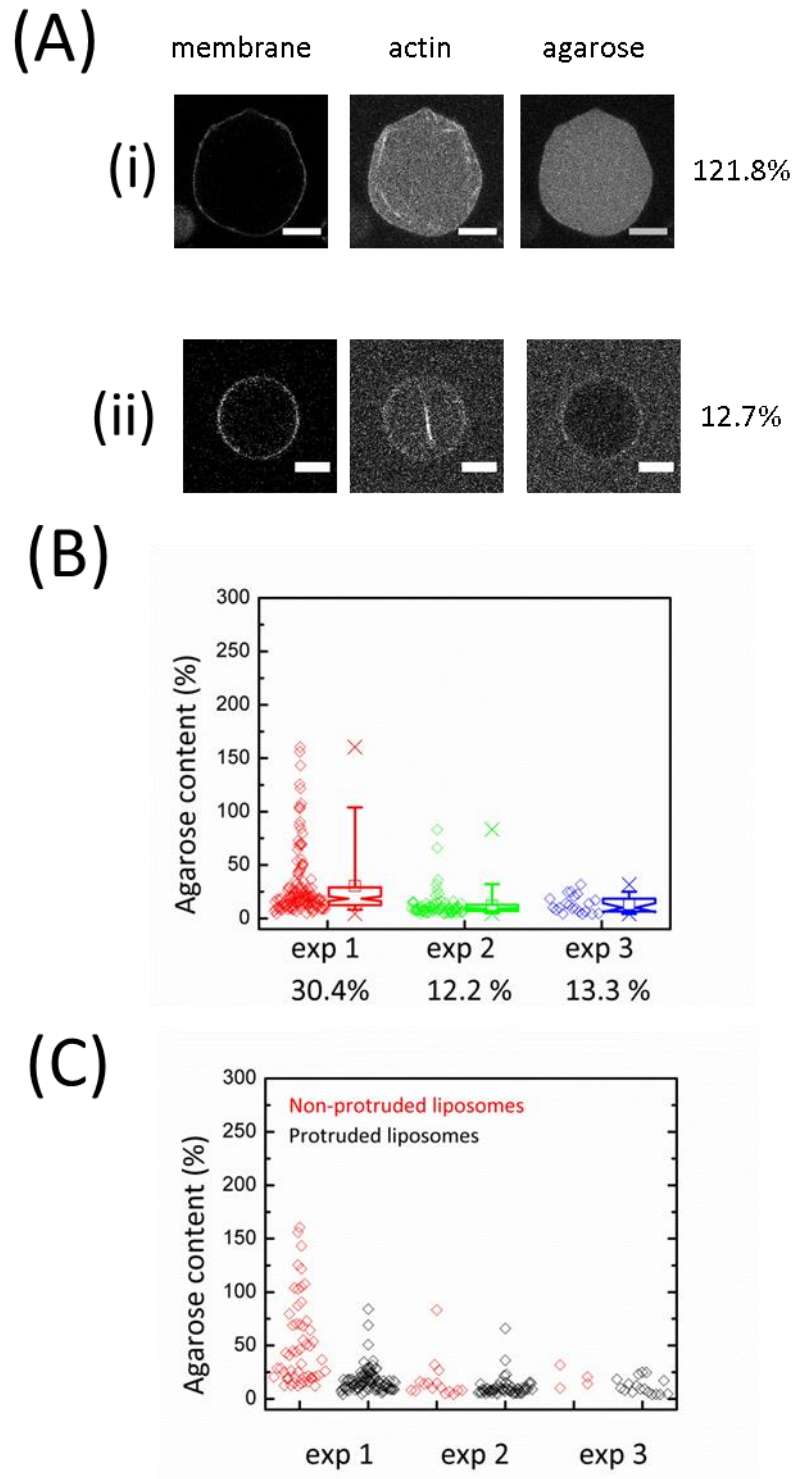 (A)
membrane actin agarose
(i) 121.8%
(ii) 12.7%
(B)
300
250
200
150
100
50
0
Agarose content (%)
exp 1 exp 2 exp 3
30.4% 12.2 % 13.3 %
(C)
300
250
200
150
100
50
0
Agarose content (%)
Non-protruded liposomes
Protruded liposomes
exp 1 exp 2 exp 3